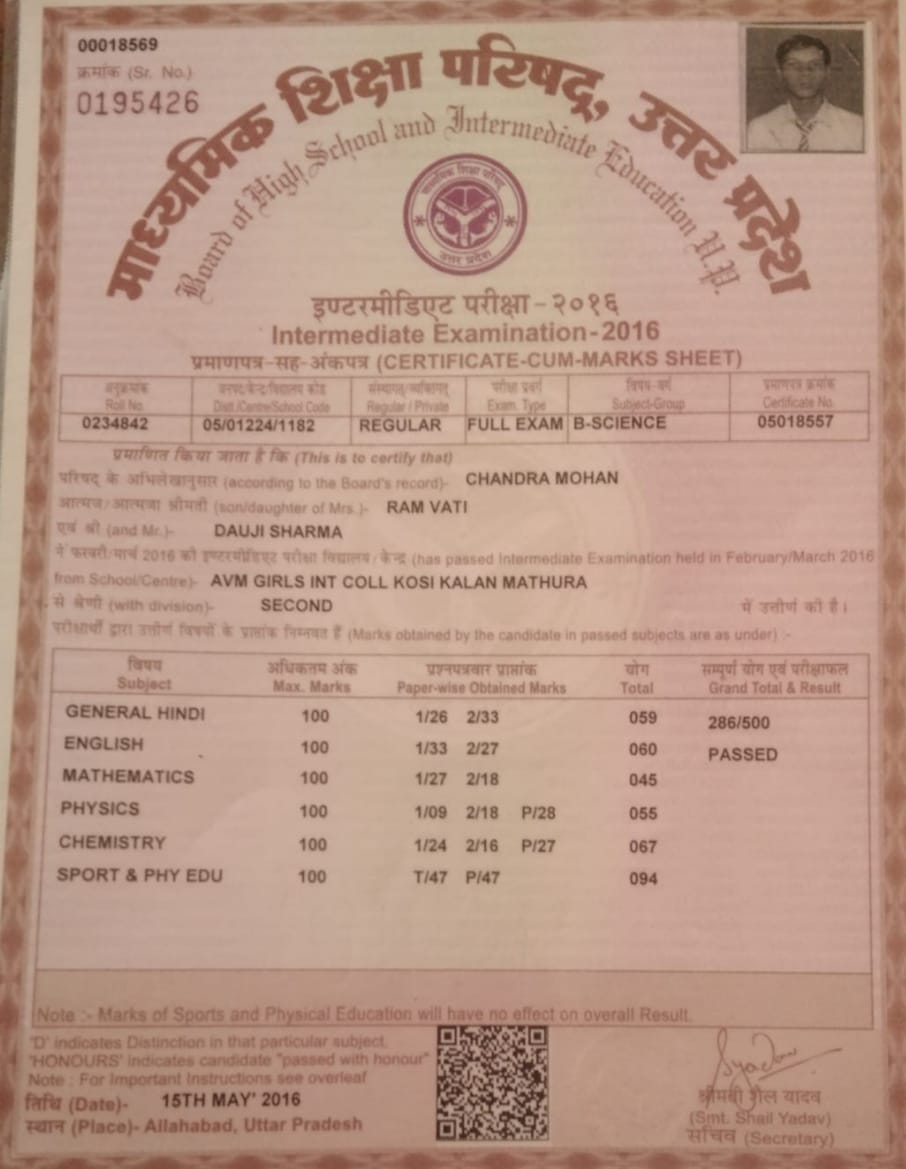 00018569
क्रमांक (Sr. No.)
0195426
माध्यमिक शिक्षा परिषद्, उत्तर प्रदेश
Board of High School and Intermediate Education U.P.
माध्यमिक शिक्षा परिषद्
उत्तर प्रदेश
इण्टरमीडिएट परीक्षा-२०१६
Intermediate Examination-2016
प्रमाणपत्र-सह-अंकपत्र (CERTIFICATE-CUM-MARKS SHEET)
अनुक्रमांक जनपद/केन्द्र/विद्यालय कोड संस्थागत/व्यक्तिगत परीक्षा प्रवर्ग विषय-वर्ग प्रमाणपत्र क्रमांक
Roll No. Dist./Centre/School Code Regular / Private Exam. Type Subject-Group Certificate No.
0234842 05/01224/1182 REGULAR FULL EXAM B-SCIENCE 05018557
प्रमाणित किया जाता है कि (This is to certify that)
परिषद के अभिलेखानुसार (according to the Board's record)- CHANDRA MOHAN
आत्मज/आत्मजा श्रीमती (son/daughter of Mrs.)- RAM VATI
एवं श्री (and Mr.)- DAUJI SHARMA
ने फरवरी/मार्च 2016 की इण्टरमीडिएट परीक्षा विद्यालय/केन्द्र (has passed Intermediate Examination held in February/March 2016
from School/Centre)- AVM GIRLS INT COLL KOSI KALAN MATHURA
से श्रेणी (with division)- SECOND में उत्तीर्ण की है।
परीक्षार्थी द्वारा उत्तीर्ण विषयों के प्राप्तांक निम्नवत हैं (Marks obtained by the candidate in passed subjects are as under) :-
विषय अधिकतम अंक प्रश्नपत्रवार प्राप्तांक योग सम्पूर्ण योग एवं परीक्षाफल
Subject Max. Marks Paper-wise Obtained Marks Total Grand Total & Result
GENERAL HINDI 100 1/26 2/33 059 286/500
ENGLISH 100 1/33 2/27 060 PASSED
MATHEMATICS 100 1/27 2/18 045
PHYSICS 100 1/09 2/18 P/28 055
CHEMISTRY 100 1/24 2/16 P/27 067
SPORT & PHY EDU 100 T/47 P/47 094
Note :- Marks of Sports and Physical Education will have no effect on overall Result.
'D' indicates Distinction in that particular subject.
'HONOURS' indicates candidate "passed with honour"
Note : For Important Instructions see overleaf
तिथि (Date)- 15TH MAY' 2016
स्थान (Place)- Allahabad, Uttar Pradesh
Syadav
श्रीमती शैल यादव
(Smt. Shail Yadav)
सचिव (Secretary)